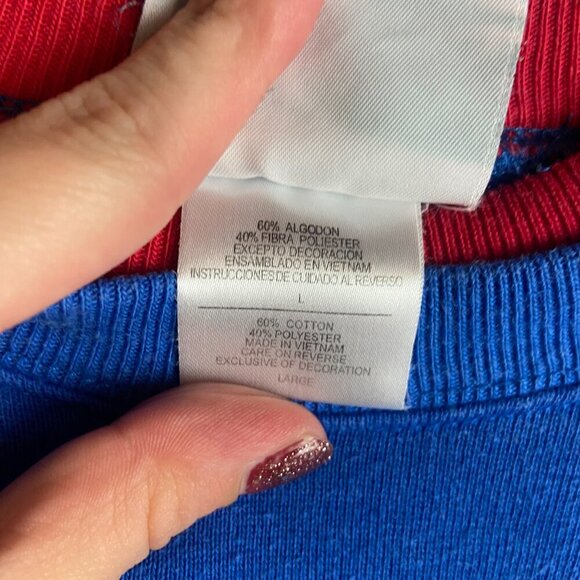 60% ALGODON
40% FIBRA POLIESTER
EXCEPTO DECORACIÓN
ENSAMBLADO EN VIETNAM
INSTRUCCIONES DE CUIDADO AL REVERSO
L
60% COTTON
40% POLYESTER
MADE IN VIETNAM
CARE ON REVERSE
EXCLUSIVE OF DECORATION
LARGE